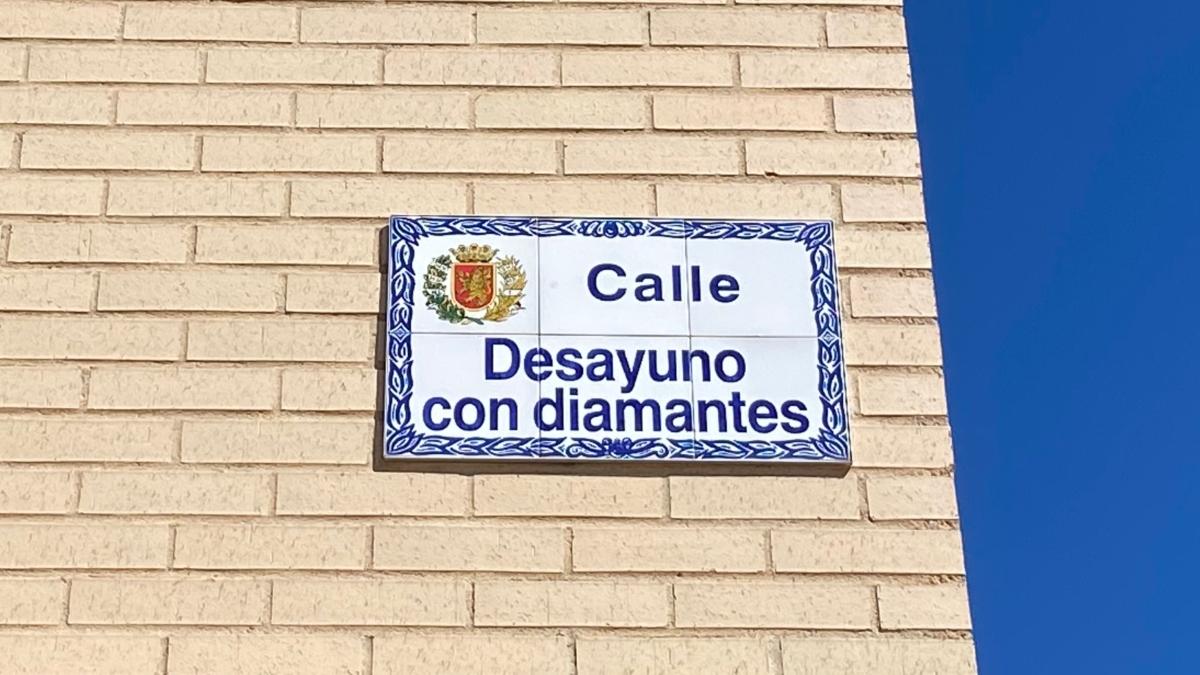 Calle
Desayuno
con diamantes